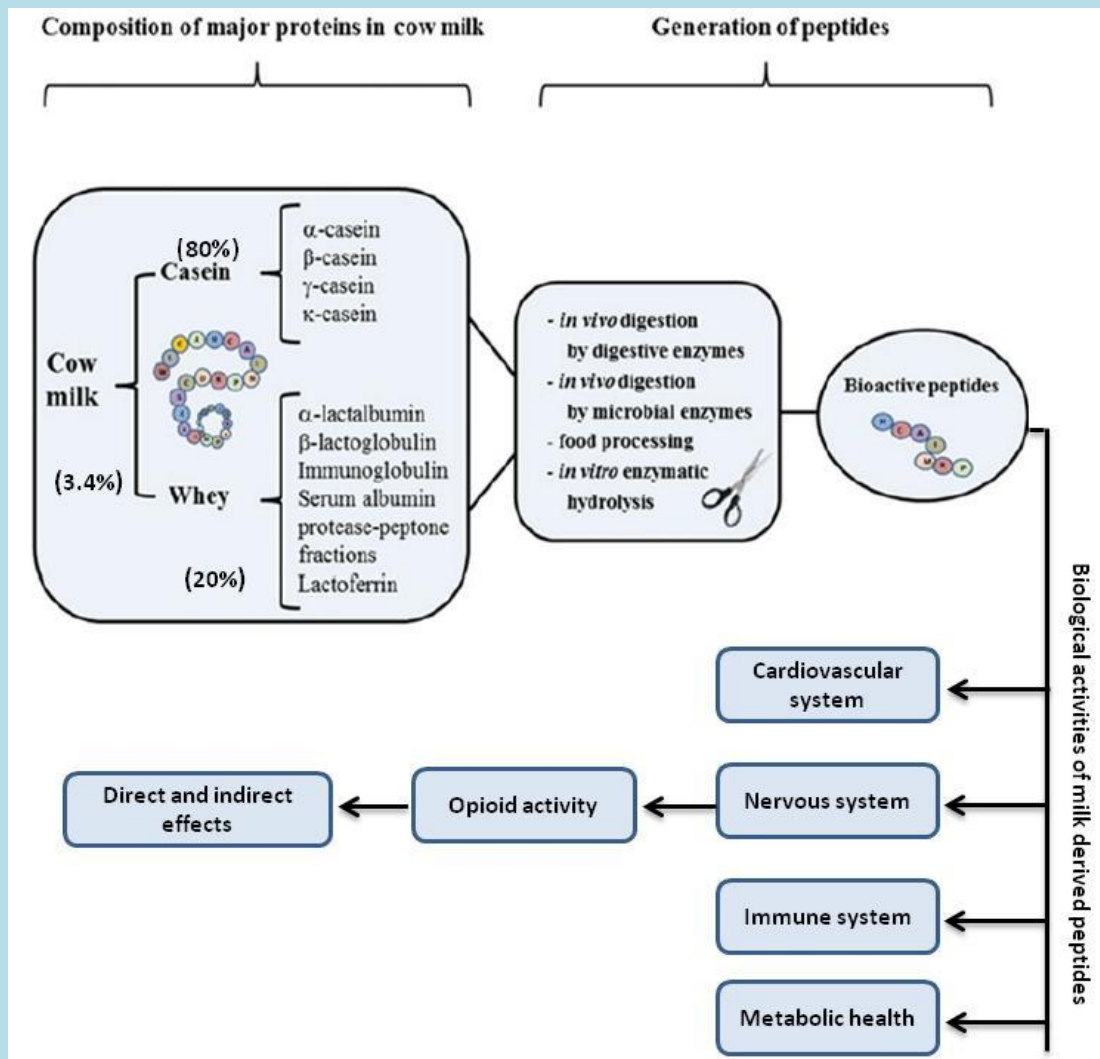 Composition of major proteins in cow milk
Generation of peptides
(80%)
Casein
α-casein
β-casein
γ-casein
κ-casein
Cow
milk
(3.4%)
Whey
(20%)
α-lactalbumin
β-lactoglobulin
Immunoglobulin
Serum albumin
protease-peptone
fractions
Lactoferrin
- in vivo digestion
by digestive enzymes
- in vivo digestion
by microbial enzymes
- food processing
- in vitro enzymatic
hydrolysis
Bioactive peptides
Biological activities of milk derived peptides
Cardiovascular
system
Direct and indirect
effects
Opioid activity
Nervous system
Immune system
Metabolic health